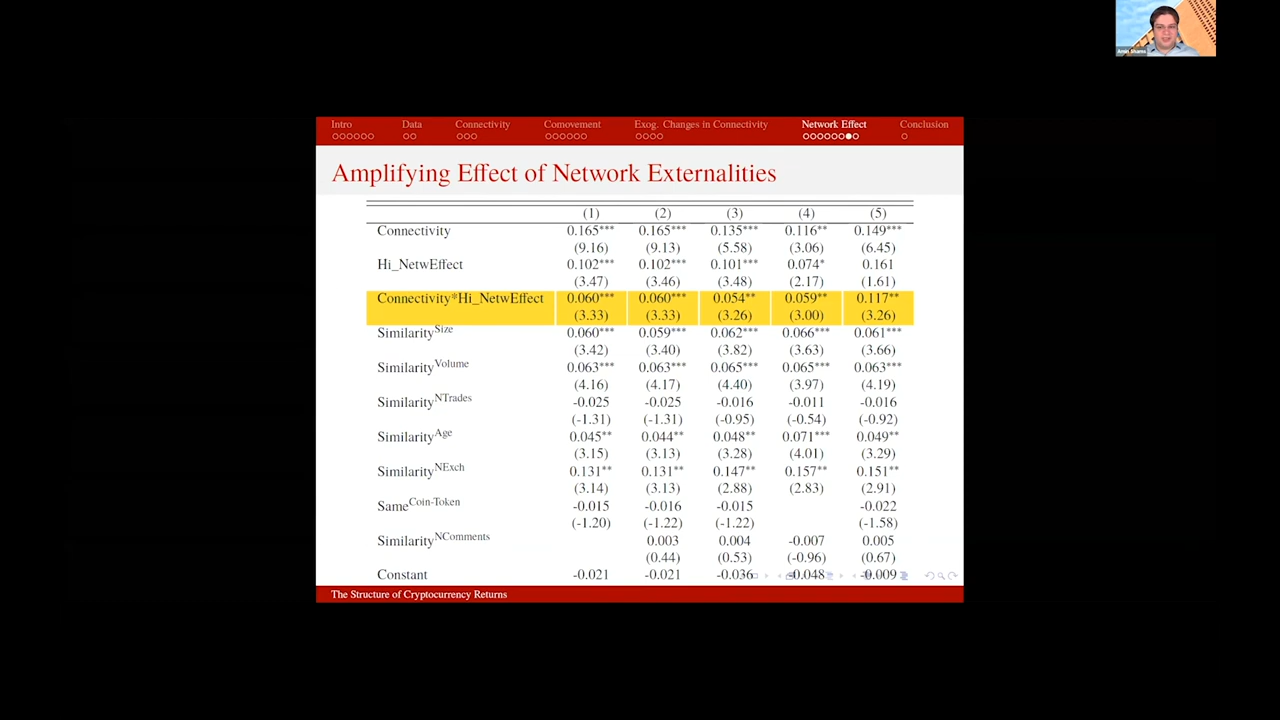 Amin Shams
Intro Data Connectivity Comovement Exog. Changes in Connectivity Network Effect Conclusion
Amplifying Effect of Network Externalities
(1) (2) (3) (4) (5)
Connectivity 0.165*** 0.165*** 0.135*** 0.116** 0.149***
(9.16) (9.13) (5.58) (3.06) (6.45)
Hi_NetwEffect 0.102*** 0.102*** 0.101*** 0.074* 0.161
(3.47) (3.46) (3.48) (2.17) (1.61)
Connectivity*Hi_NetwEffect 0.060*** 0.060*** 0.054** 0.059** 0.117**
(3.33) (3.33) (3.26) (3.00) (3.26)
Similarity^Size 0.060*** 0.059*** 0.062*** 0.066*** 0.061***
(3.42) (3.40) (3.82) (3.63) (3.66)
Similarity^Volume 0.063*** 0.063*** 0.065*** 0.065*** 0.063***
(4.16) (4.17) (4.40) (3.97) (4.19)
Similarity^NTrades -0.025 -0.025 -0.016 -0.011 -0.016
(-1.31) (-1.31) (-0.95) (-0.54) (-0.92)
Similarity^Age 0.045** 0.044** 0.048** 0.071*** 0.049**
(3.15) (3.13) (3.28) (4.01) (3.29)
Similarity^NExch 0.131** 0.131** 0.147** 0.157** 0.151**
(3.14) (3.13) (2.88) (2.83) (2.91)
Same^Coin-Token -0.015 -0.016 -0.015 -0.022
(-1.20) (-1.22) (-1.22) (-1.58)
Similarity^NComments 0.003 0.004 -0.007 0.005
(0.44) (0.53) (-0.96) (0.67)
Constant -0.021 -0.021 -0.036 -0.048 -0.009
The Structure of Cryptocurrency Returns